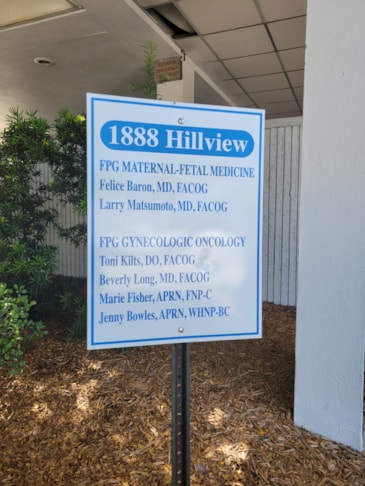 1888 Hillview
FPG MATERNAL-FETAL MEDICINE
Felice Baron, MD, FACOG
Larry Matsumoto, MD, FACOG
FPG GYNECOLOGIC ONCOLOGY
Toni Kilts, DO, FACOG
Beverly Long, MD, FACOG
Marie Fisher, APRN, FNP-C
Jenny Bowles, APRN, WHNP-BC